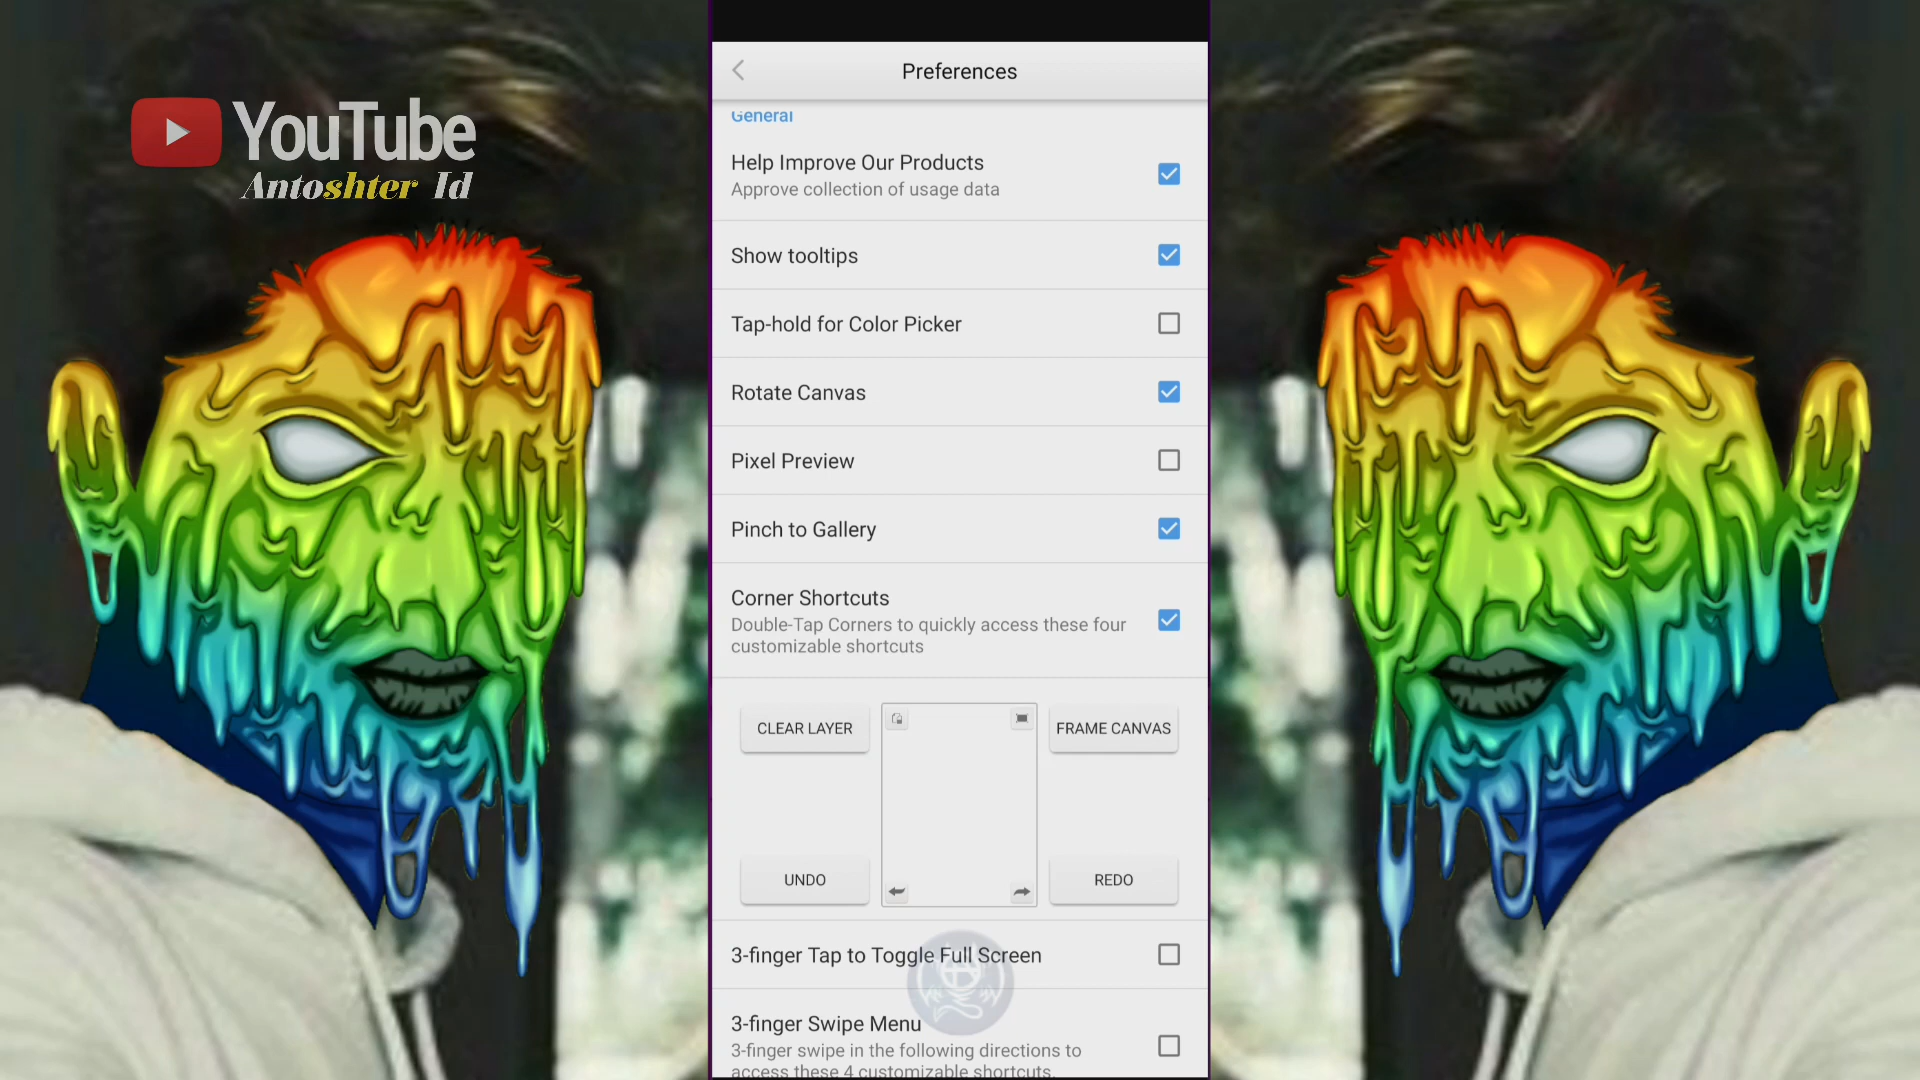 YouTube
Antoshter Id
Preferences
General
Help Improve Our Products
Approve collection of usage data
Show tooltips
Tap-hold for Color Picker
Rotate Canvas
Pixel Preview
Pinch to Gallery
Corner Shortcuts
Double-Tap Corners to quickly access these four
customizable shortcuts
CLEAR LAYER
FRAME CANVAS
UNDO
REDO
3-finger Tap to Toggle Full Screen
3-finger Swipe Menu
3-finger swipe in the following directions to
access these 4 customizable shortcuts.